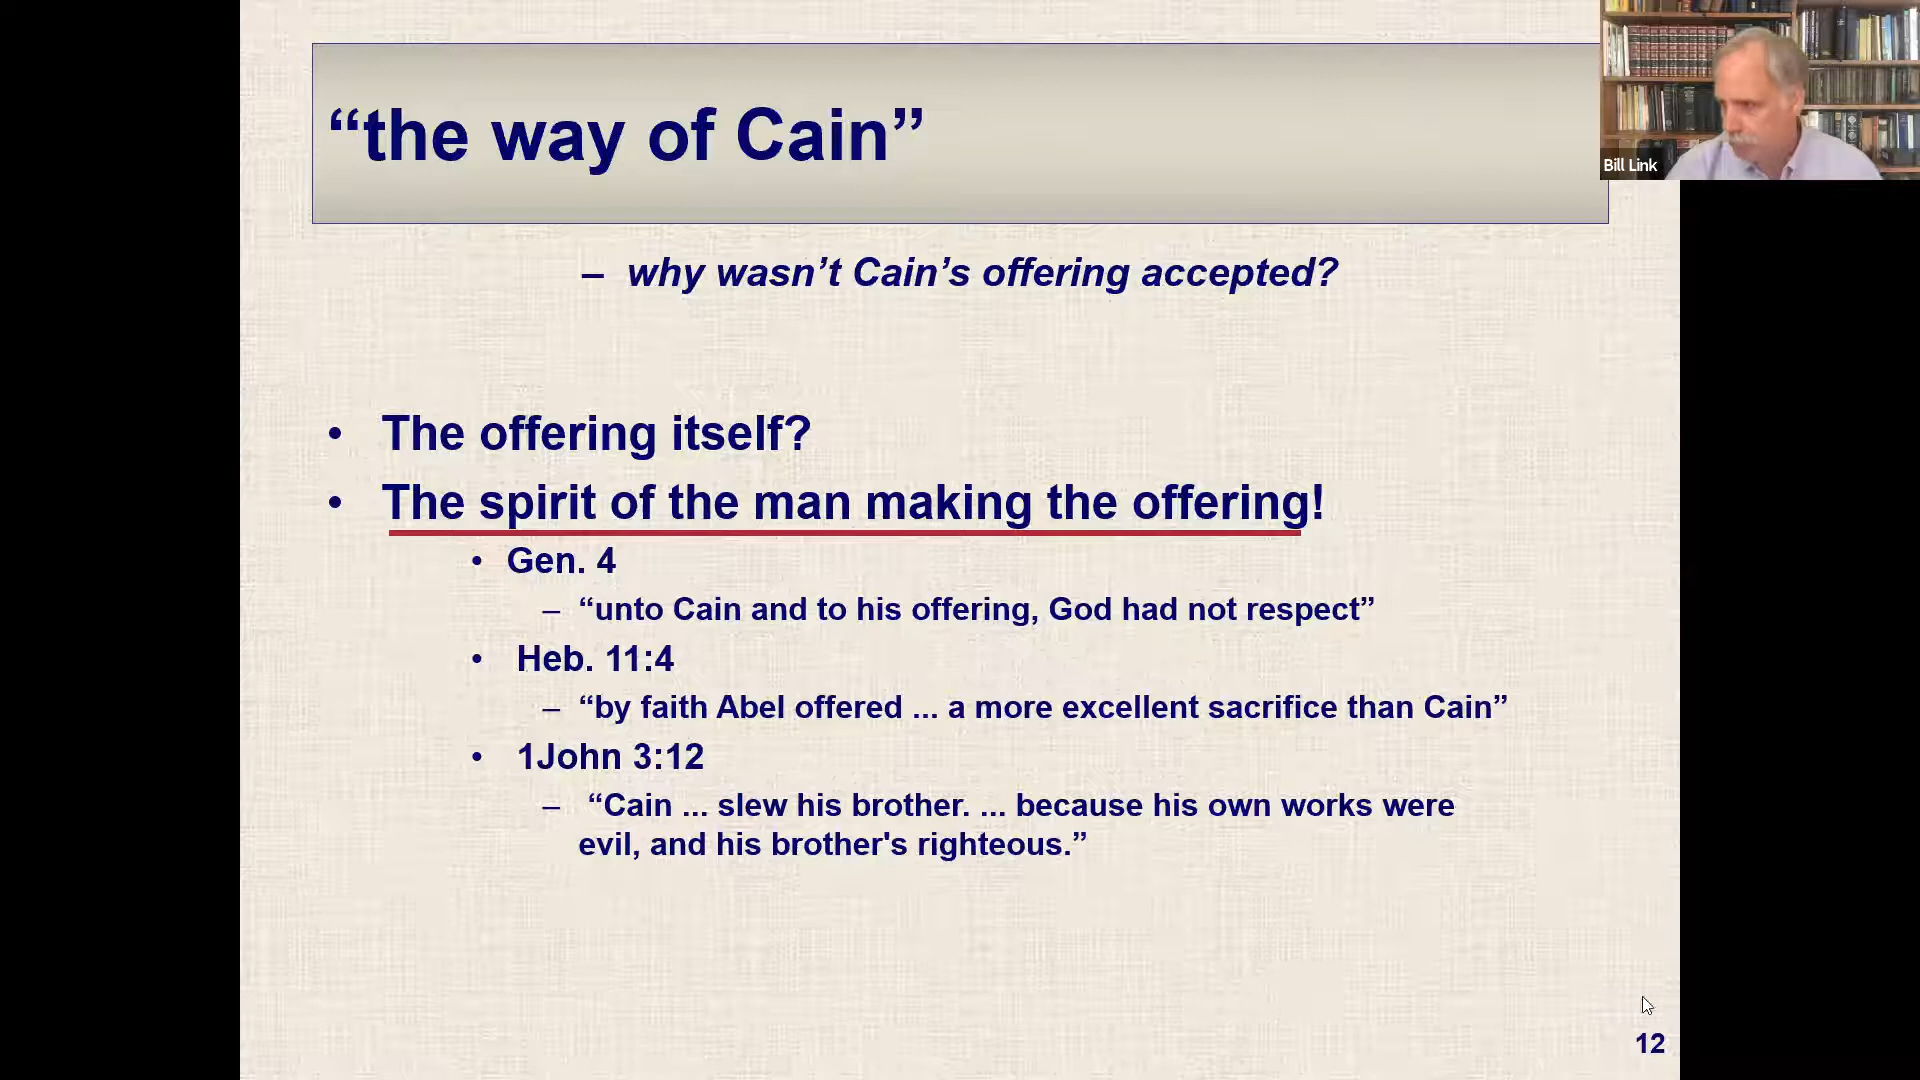 “the way of Cain”
Bill Link
– why wasn’t Cain’s offering accepted?
• The offering itself?
• The spirit of the man making the offering!
• Gen. 4
– “unto Cain and to his offering, God had not respect”
• Heb. 11:4
– “by faith Abel offered ... a more excellent sacrifice than Cain”
• 1John 3:12
– “Cain ... slew his brother. ... because his own works were
evil, and his brother's righteous.”
12